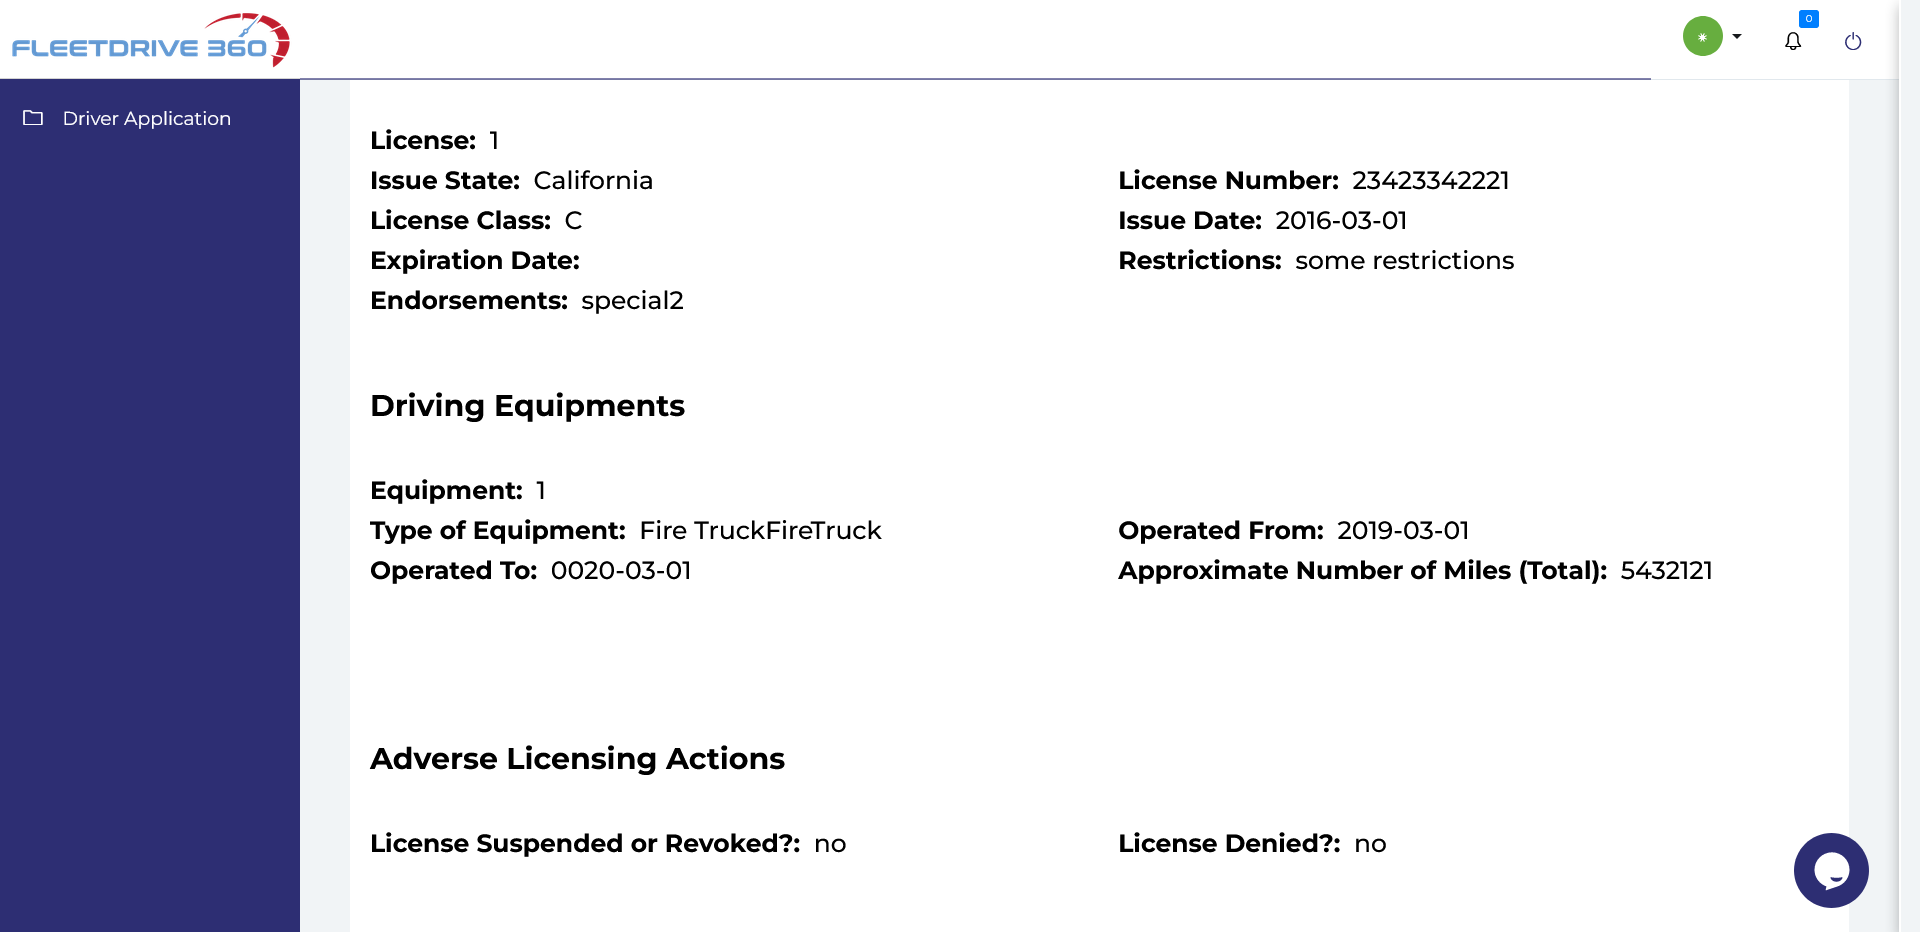 FLEETDRIVE 360
0
Driver Application
License: 1
Issue State: California
License Number: 23423342221
License Class: C
Issue Date: 2016-03-01
Expiration Date:
Restrictions: some restrictions
Endorsements: special2
Driving Equipments
Equipment: 1
Type of Equipment: Fire TruckFireTruck
Operated From: 2019-03-01
Operated To: 0020-03-01
Approximate Number of Miles (Total): 5432121
Adverse Licensing Actions
License Suspended or Revoked?: no
License Denied?: no